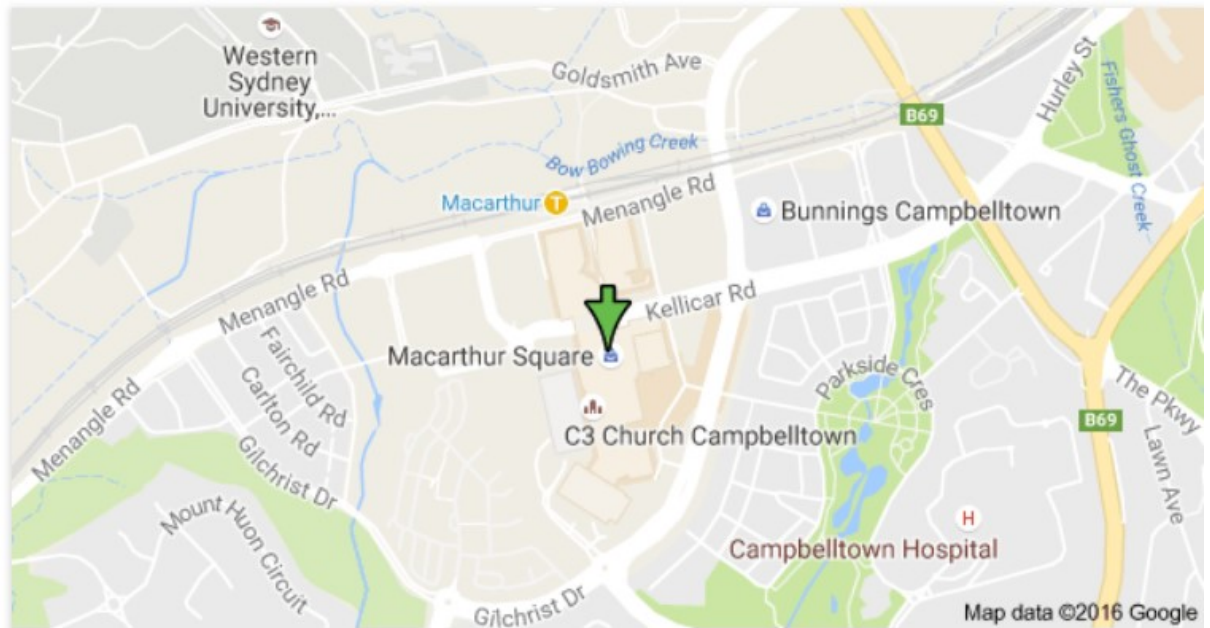 Western
Sydney
University,...
Goldsmith Ave
B69
Hurley St
Fishers Ghost Creek
Bow Bowing Creek
Macarthur T
Menangle Rd
Bunnings Campbelltown
Menangle Rd
Kellicar Rd
Fairchild Rd
Macarthur Square
Carlton Rd
Parkside Cres
Menangle Rd
The Pkwy
B69
C3 Church Campbelltown
Lawn Ave
Gilchrist Dr
Mount Huon
Circuit
H
Campbelltown Hospital
Gilchrist Dr
Map data ©2016 Google